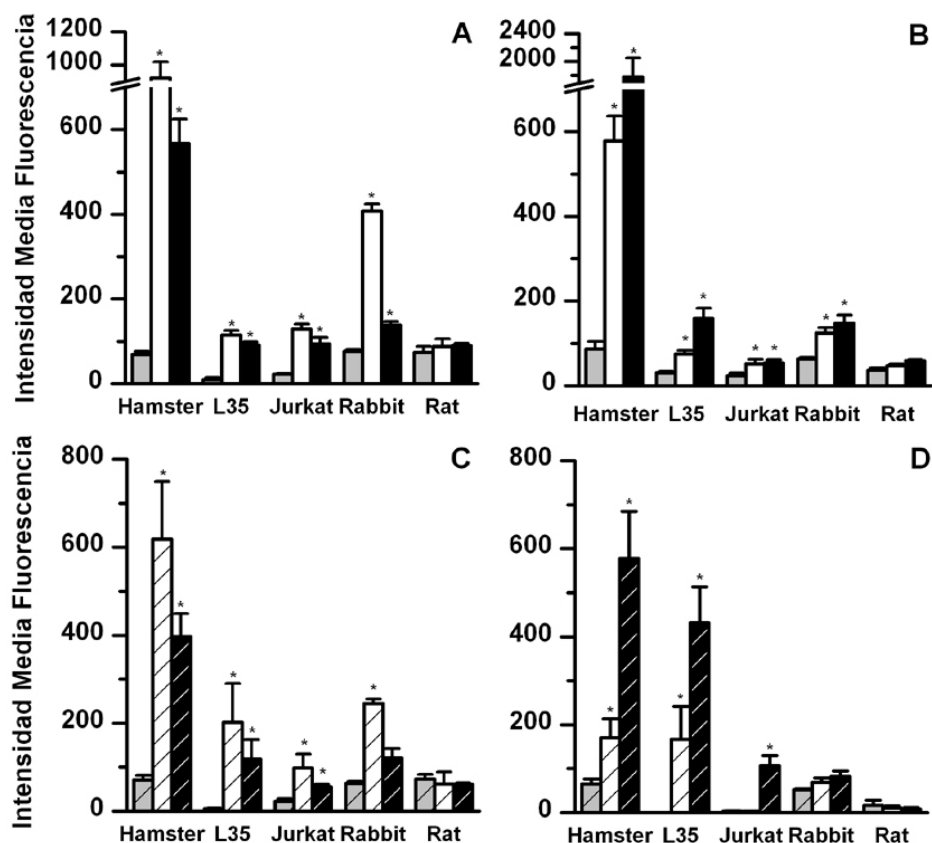 A
Intensidad Media Fluorescencia
1200
1000
600
400
200
0
* * * * * * * *
Hamster L35 Jurkat Rabbit Rat
B
2400
2000
600
400
200
0
* * * * * * * *
Hamster L35 Jurkat Rabbit Rat
C
Intensidad Media Fluorescencia
800
600
400
200
0
* * * * * * *
Hamster L35 Jurkat Rabbit Rat
D
800
600
400
200
0
* * * * *
Hamster L35 Jurkat Rabbit Rat